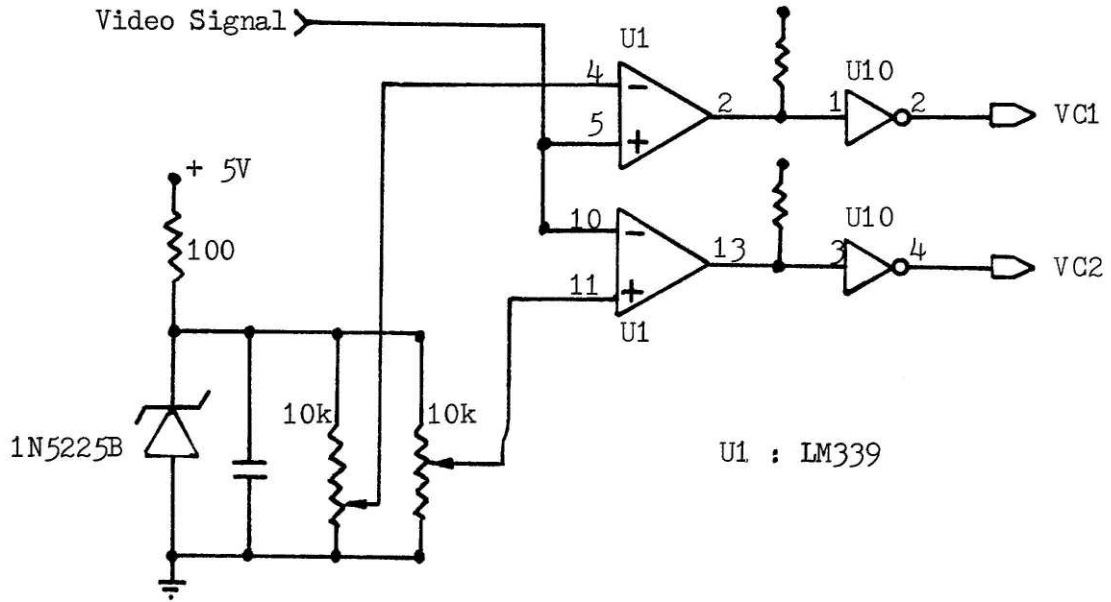 Video Signal
U1
4
-
5
+
2
1
U10
2
VC1
+ 5V
100
10
-
11
+
13
U1
3
U10
4
VC2
1N5225B
10k
10k
U1 : LM339